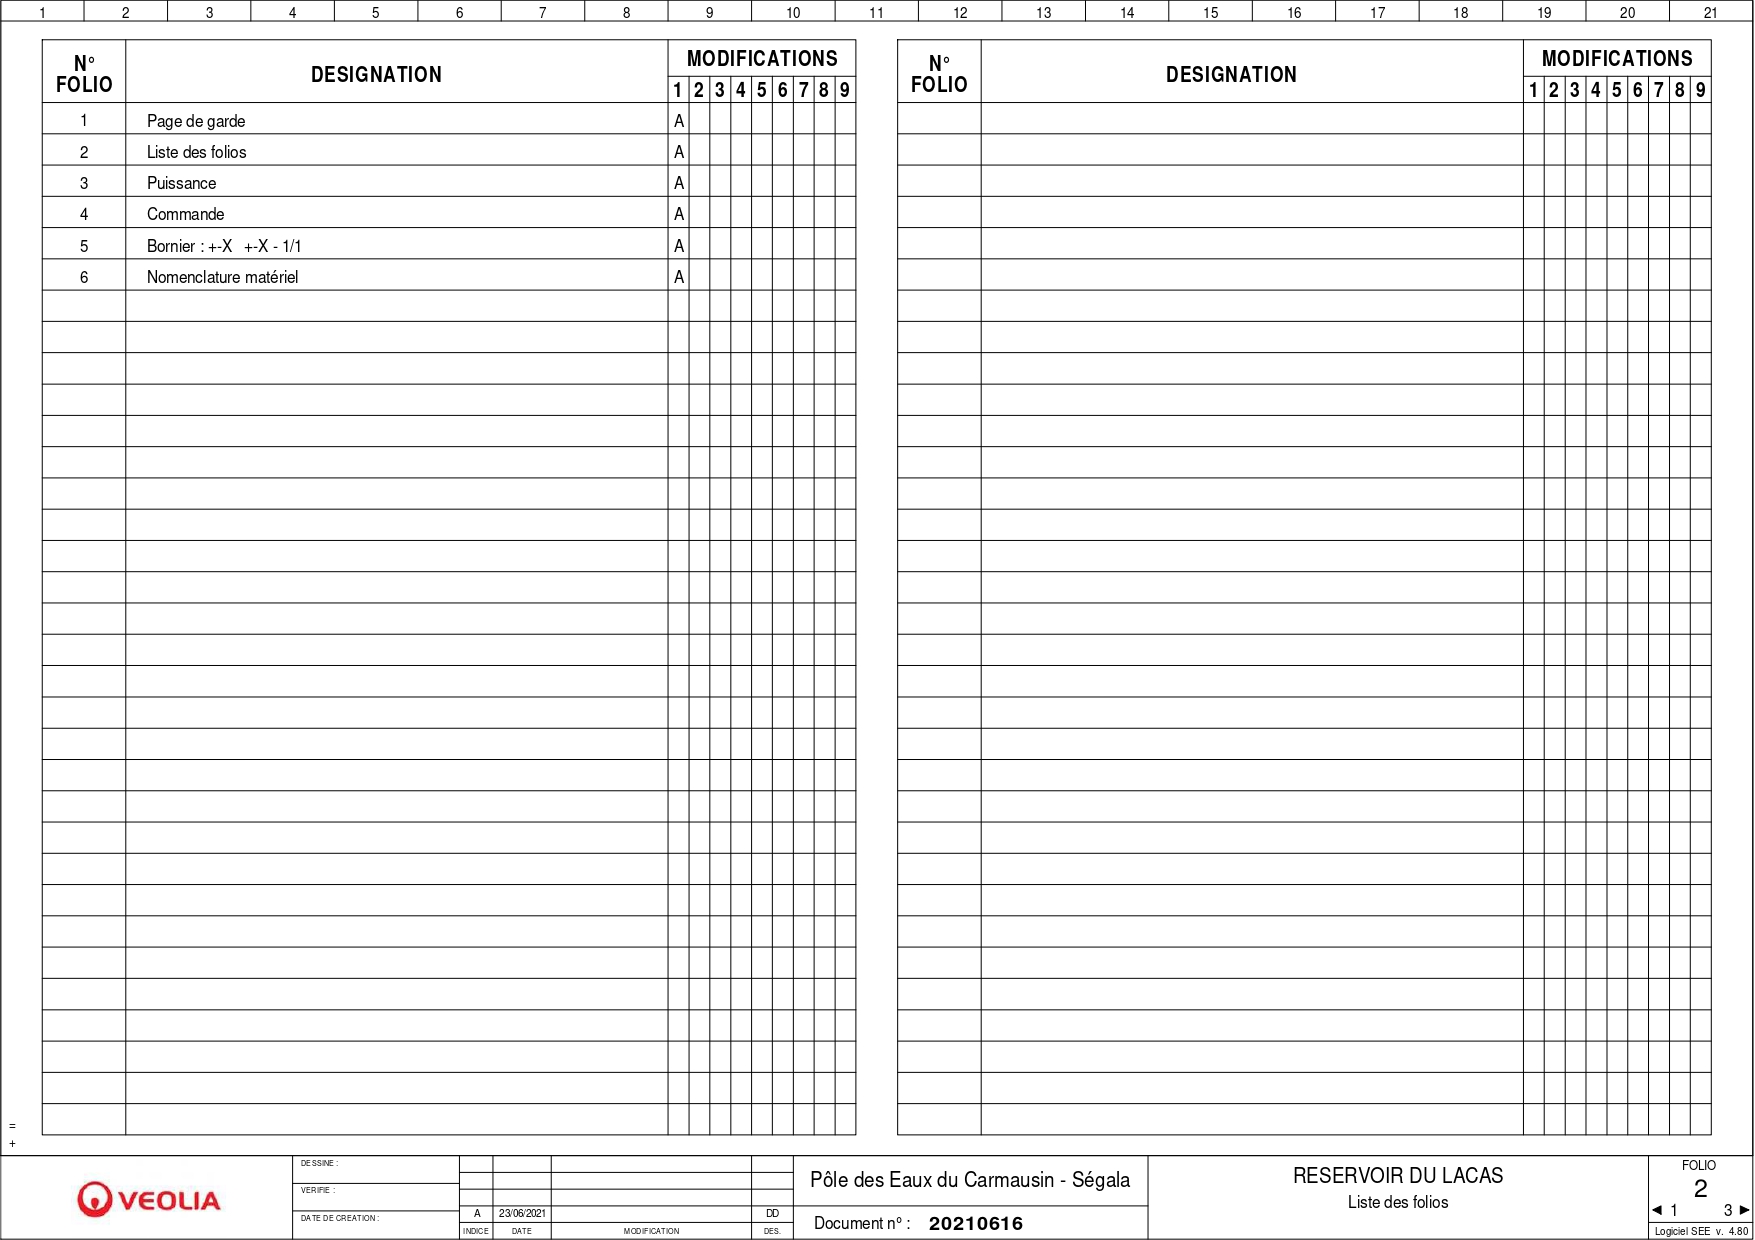 1 2 3 4 5 6 7 8 9 10 11 12 13 14 15 16 17 18 19 20 21
N° FOLIO DESIGNATION MODIFICATIONS
1 2 3 4 5 6 7 8 9
1 Page de garde A
2 Liste des folios A
3 Puissance A
4 Commande A
5 Bornier : +-X +-X - 1/1 A
6 Nomenclature matériel A
N° FOLIO DESIGNATION MODIFICATIONS
1 2 3 4 5 6 7 8 9
=
+
VEOLIA
DESSINE :
VERIFIE :
DATE DE CREATION :
A 23/06/2021 DD
INDICE DATE MODIFICATION DES.
Pôle des Eaux du Carmausin - Ségala
Document n° : 20210616
RESERVOIR DU LACAS
Liste des folios
FOLIO
2
◄ 1 3 ►
Logiciel SEE v. 4.80